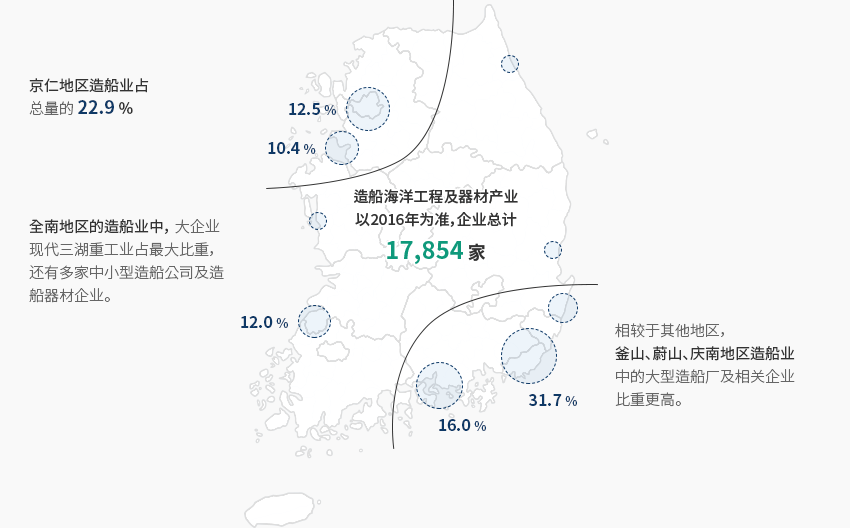 京仁地区造船业占
总量的 22.9 %
12.5 %
10.4 %
造船海洋工程及器材产业
以2016年为准,企业总计
17,854 家
全南地区的造船业中, 大企业
现代三湖重工业占最大比重,
还有多家中小型造船公司及造
船器材企业。
12.0 %
相较于其他地区,
釜山、蔚山、庆南地区造船业
中的大型造船厂及相关企业
比重更高。
31.7 %
16.0 %